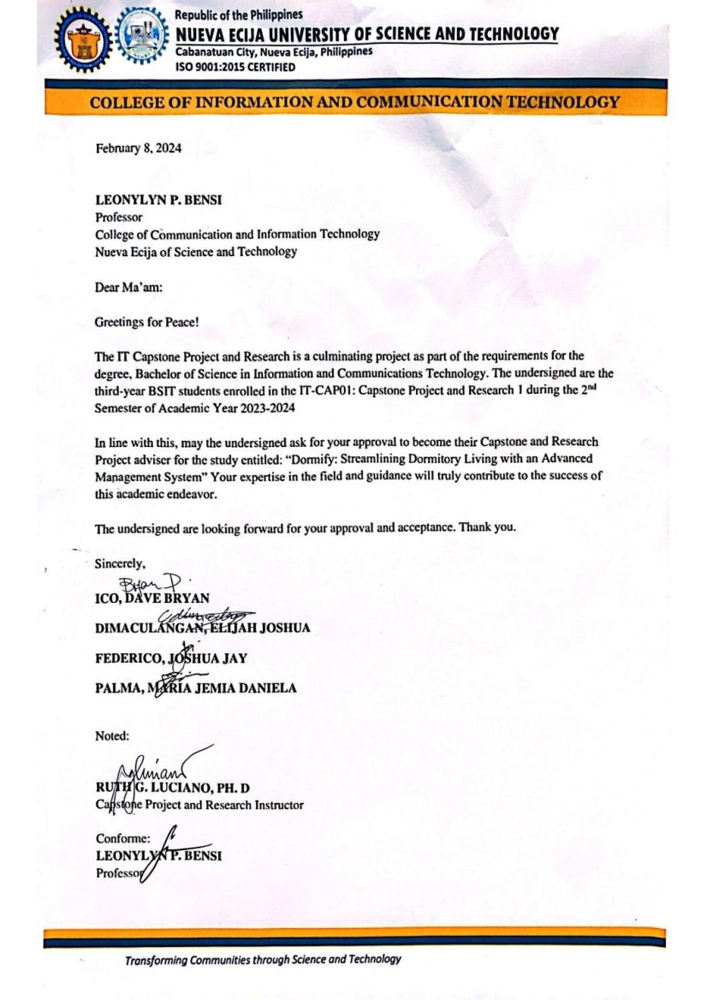 Republic of the Philippines
NUEVA ECIJA UNIVERSITY OF SCIENCE AND TECHNOLOGY
Cabanatuan City, Nueva Ecija, Philippines
ISO 9001:2015 CERTIFIED
COLLEGE OF INFORMATION AND COMMUNICATION TECHNOLOGY
February 8, 2024
LEONYLYN P. BENSI
Professor
College of Communication and Information Technology
Nueva Ecija of Science and Technology
Dear Ma'am:
Greetings for Peace!
The IT Capstone Project and Research is a culminating project as part of the requirements for the
degree, Bachelor of Science in Information and Communications Technology. The undersigned are the
third-year BSIT students enrolled in the IT-CAP01: Capstone Project and Research 1 during the 2nd
Semester of Academic Year 2023-2024
In line with this, may the undersigned ask for your approval to become their Capstone and Research
Project adviser for the study entitled: “Dormify: Streamlining Dormitory Living with an Advanced
Management System” Your expertise in the field and guidance will truly contribute to the success of
this academic endeavor.
The undersigned are looking forward for your approval and acceptance. Thank you.
Sincerely,
Bryan D.
ICO, DAVE BRYAN
DIMACULANGAN, ELIJAH JOSHUA
FEDERICO, JOSHUA JAY
PALMA, MARIA JEMIA DANIELA
Noted:
RUTH G. LUCIANO, PH. D
Capstone Project and Research Instructor
Conforme:
LEONYLYN P. BENSI
Professor
Transforming Communities through Science and Technology